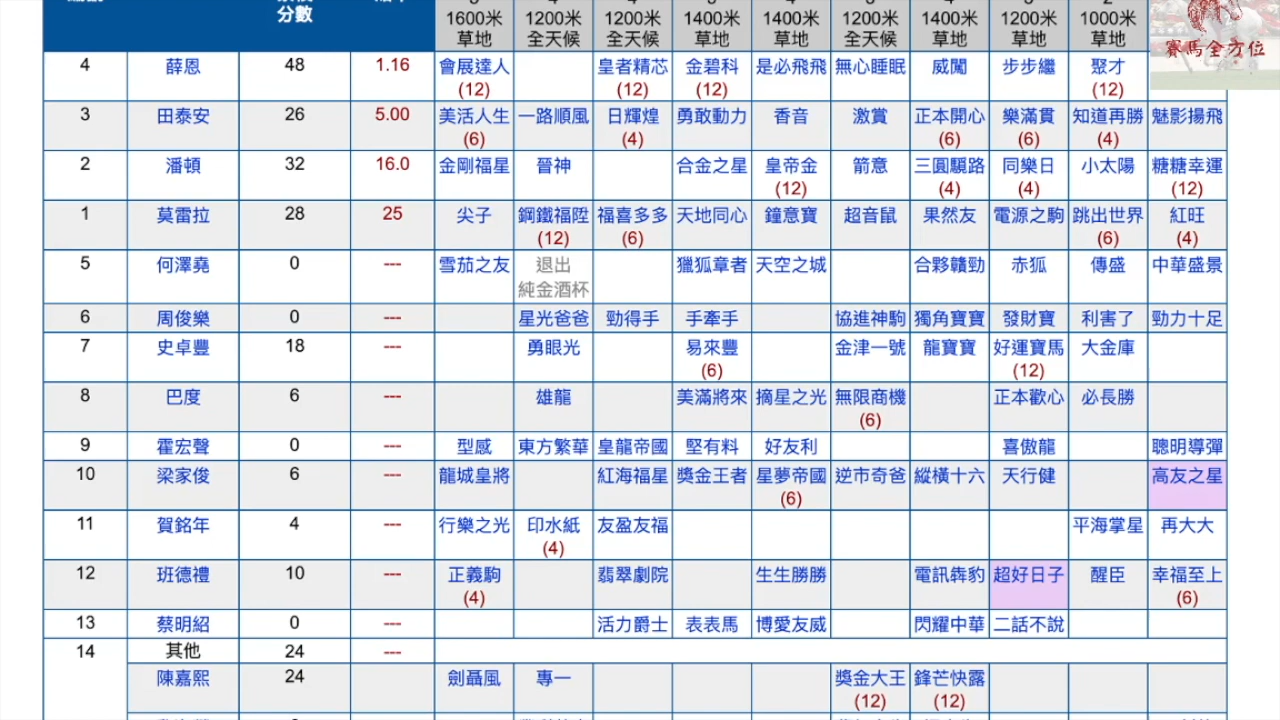 分數
1600米 1200米 1200米 1400米 1400米 1200米 1400米 1200米 1000米
草地 全天候 全天候 草地 草地 全天候 草地 草地 草地
賽馬全方位
4 薛恩 48 1.16 會展達人 皇者精芯 金碧科 是必飛飛 無心睡眠 威闖 步步繼 聚才
(12) (12) (12) (12)
3 田泰安 26 5.00 美活人生 一路順風 日輝煌 勇敢動力 香音 激賞 正本開心 樂滿貫 知道再勝 魅影揚飛
(6) (4) (6) (6) (4)
2 潘頓 32 16.0 金剛福星 晉神 合金之星 皇帝金 箭意 三圓驥路 同樂日 小太陽 糖糖幸運
(12) (4) (4) (12)
1 莫雷拉 28 25 尖子 鋼鐵福陞 福喜多多 天地同心 鐘意寶 超音鼠 果然友 電源之駒 跳出世界 紅旺
(12) (6) (6) (4)
5 何澤堯 0 --- 雪茄之友 退出 獵狐章者 天空之城 合夥贛勁 赤狐 傳盛 中華盛景
純金酒杯
6 周俊樂 0 --- 星光爸爸 勁得手 手牽手 協進神駒 獨角寶寶 發財寶 利害了 勁力十足
7 史卓豐 18 --- 勇眼光 易來豐 金津一號 龍寶寶 好運寶馬 大金庫
(6) (12)
8 巴度 6 --- 雄龍 美滿將來 摘星之光 無限商機 正本歡心 必長勝
(6)
9 霍宏聲 0 --- 型感 東方繁華 皇龍帝國 堅有料 好友利 喜傲龍 聰明導彈
10 梁家俊 6 --- 龍城皇將 紅海福星 獎金王者 星夢帝國 逆市奇爸 縱橫十六 天行健 高友之星
(6)
11 賀銘年 4 --- 行樂之光 印水紙 友盈友福 平海掌星 再大大
(4)
12 班德禮 10 --- 正義駒 翡翠劇院 生生勝勝 電訊犇豹 超好日子 醒臣 幸福至上
(4) (6)
13 蔡明紹 0 --- 活力爵士 表表馬 博愛友威 閃耀中華 二話不說
14 其他 24 ---
陳嘉熙 24 劍聶風 專一 獎金大王 鋒芒快露
(12) (12)